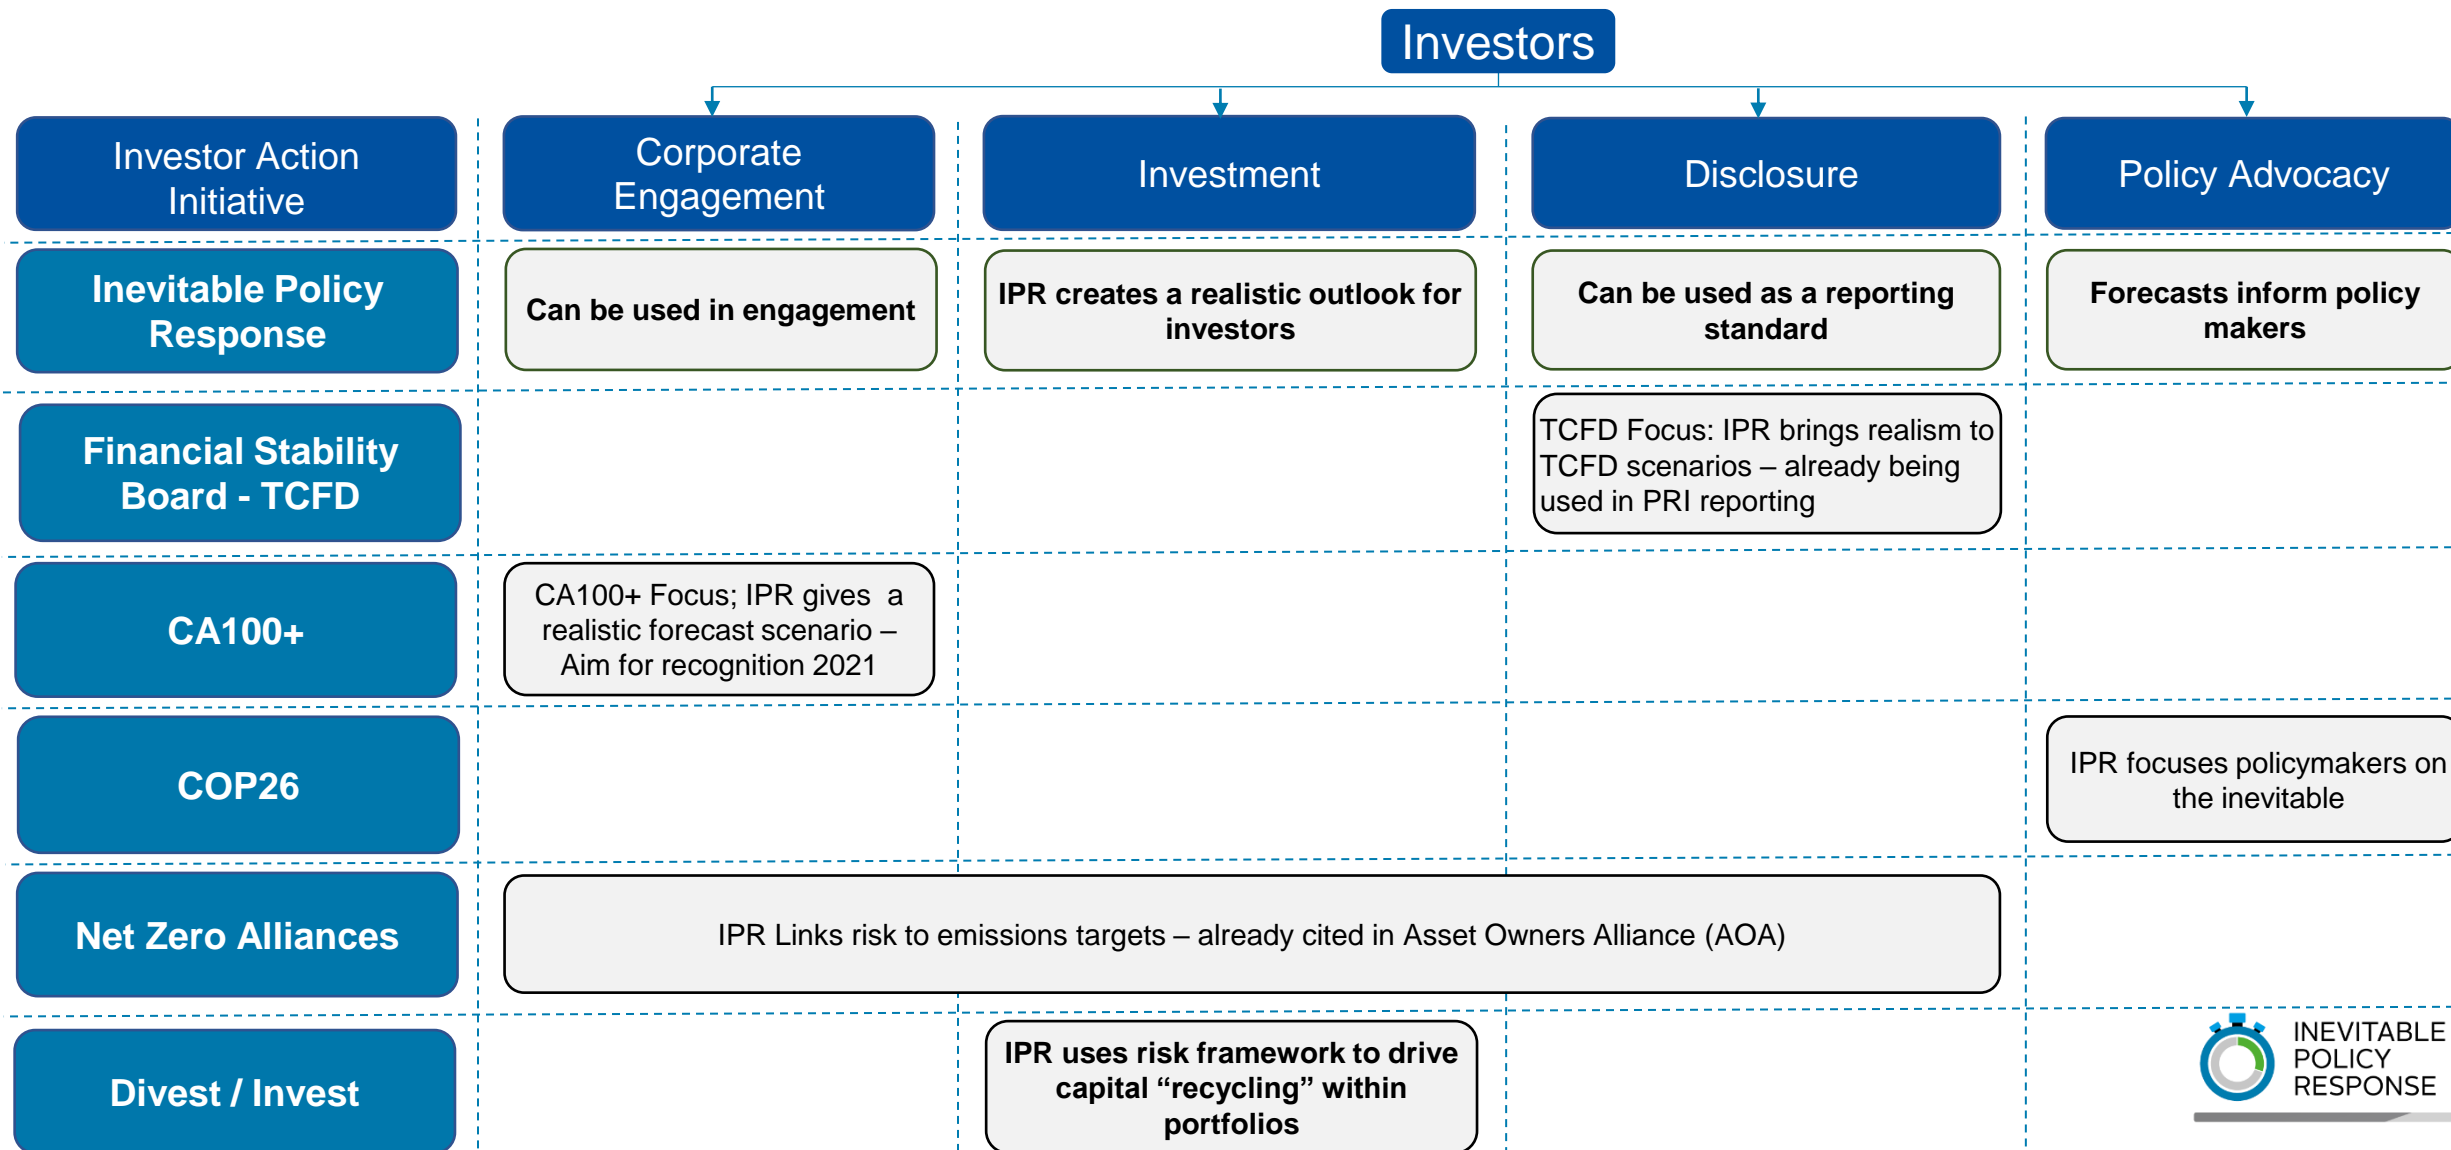 Investors
Investor Action
Initiative
Corporate
Engagement
Investment
Disclosure
Policy Advocacy
Inevitable Policy
Response
Can be used in engagement
IPR creates a realistic outlook for
investors
Can be used as a reporting
standard
Forecasts inform policy
makers
Financial Stability
Board - TCFD
TCFD Focus: IPR brings realism to
TCFD scenarios – already being
used in PRI reporting
CA100+
CA100+ Focus; IPR gives  a
realistic forecast scenario –
Aim for recognition 2021
COP26
IPR focuses policymakers on
the inevitable
Net Zero Alliances
IPR Links risk to emissions targets – already cited in Asset Owners Alliance (AOA)
Divest / Invest
IPR uses risk framework to drive
capital “recycling” within
portfolios
INEVITABLE
POLICY
RESPONSE